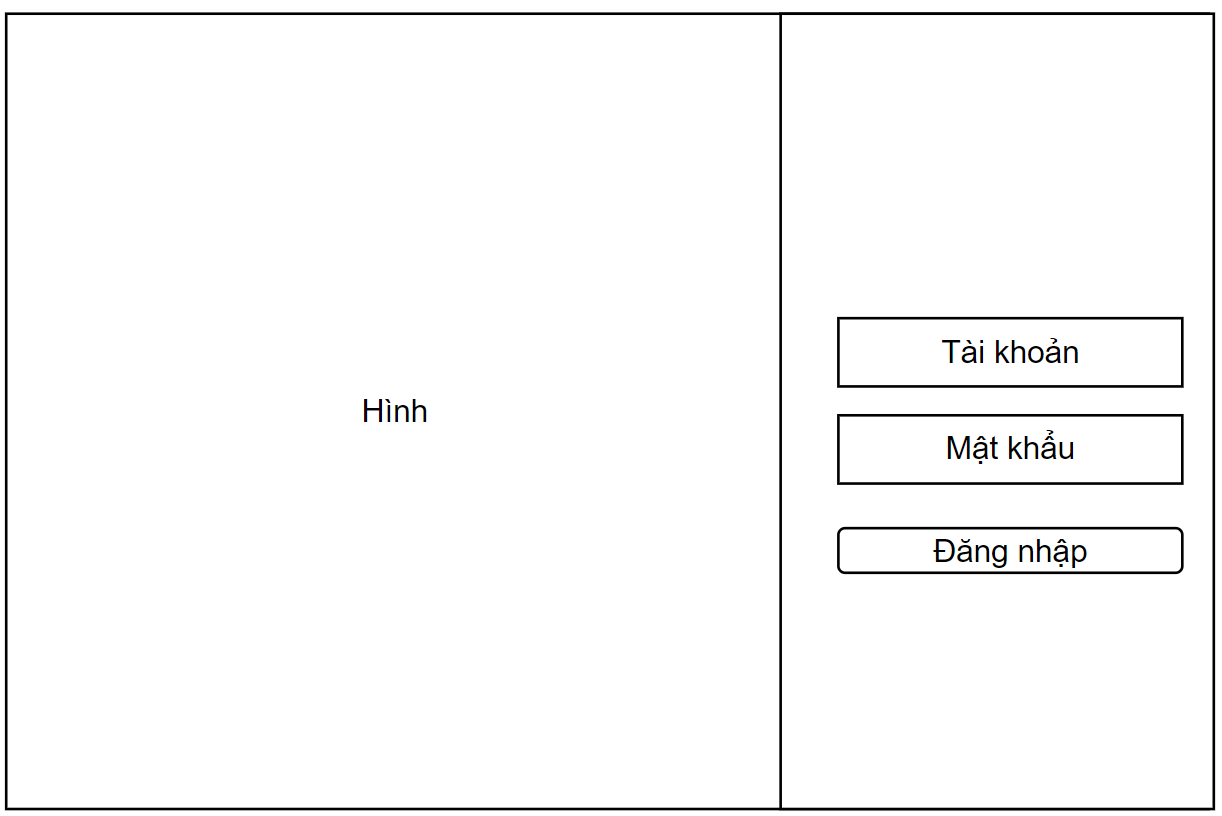 Hình
Tài khoản
Mật khẩu
Đăng nhập